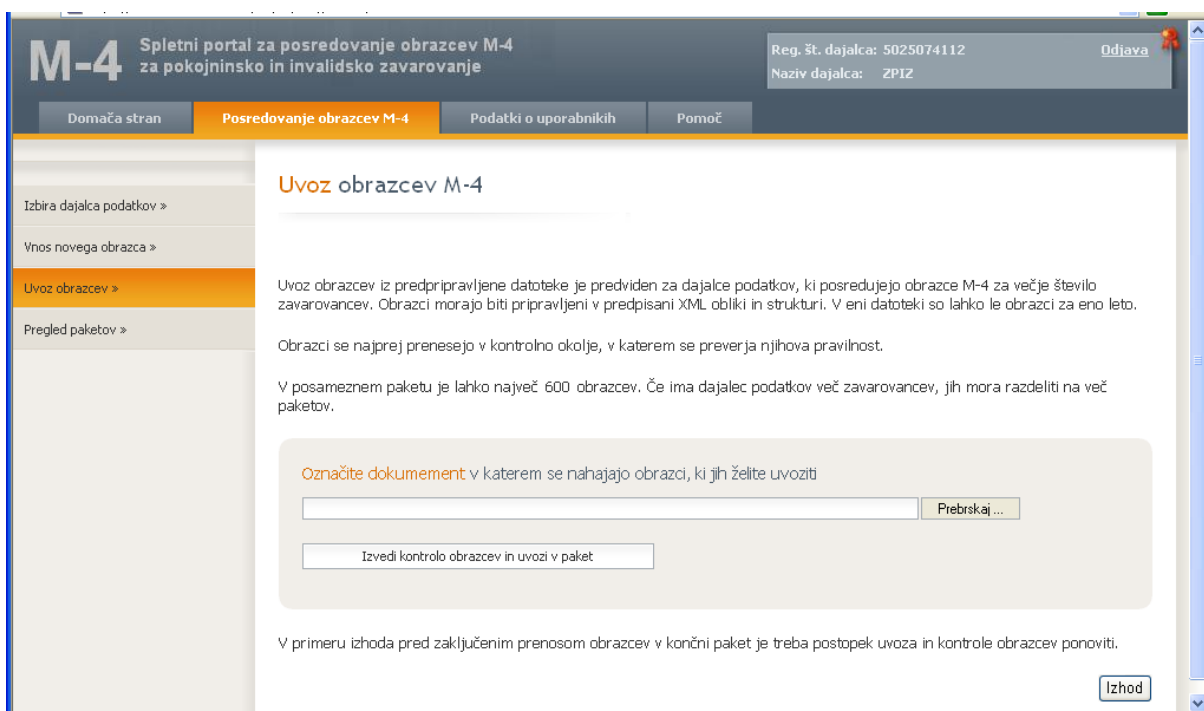 M-4
Spletni portal za posredovanje obrazcev M-4
za pokojninsko in invalidsko zavarovanje
Reg. št. dajalca: 5025074112
Odjava
Naziv dajalca: ZPIZ
Domača stran
Posredovanje obrazcev M-4
Podatki o uporabnikih
Pomoč
Izbira dajalca podatkov »
Vnos novega obrazca »
Uvoz obrazcev »
Pregled paketov »
Uvoz obrazcev M-4
Uvoz obrazcev iz predpripravljene datoteke je predviden za dajalce podatkov, ki posredujejo obrazce M-4 za večje število
zavarovancev. Obrazci morajo biti pripravljeni v predpisani XML obliki in strukturi. V eni datoteki so lahko le obrazci za eno leto.
Obrazci se najprej prenesejo v kontrolno okolje, v katerem se preverja njihova pravilnost.
V posameznem paketu je lahko največ 600 obrazcev. Če ima dajalec podatkov več zavarovancev, jih mora razdeliti na več
paketov.
Označite dokumement v katerem se nahajajo obrazci, ki jih želite uvoziti
Prebrskaj ...
Izvedi kontrolo obrazcev in uvozi v paket
V primeru izhoda pred zaključenim prenosom obrazcev v končni paket je treba postopek uvoza in kontrole obrazcev ponoviti.
Izhod